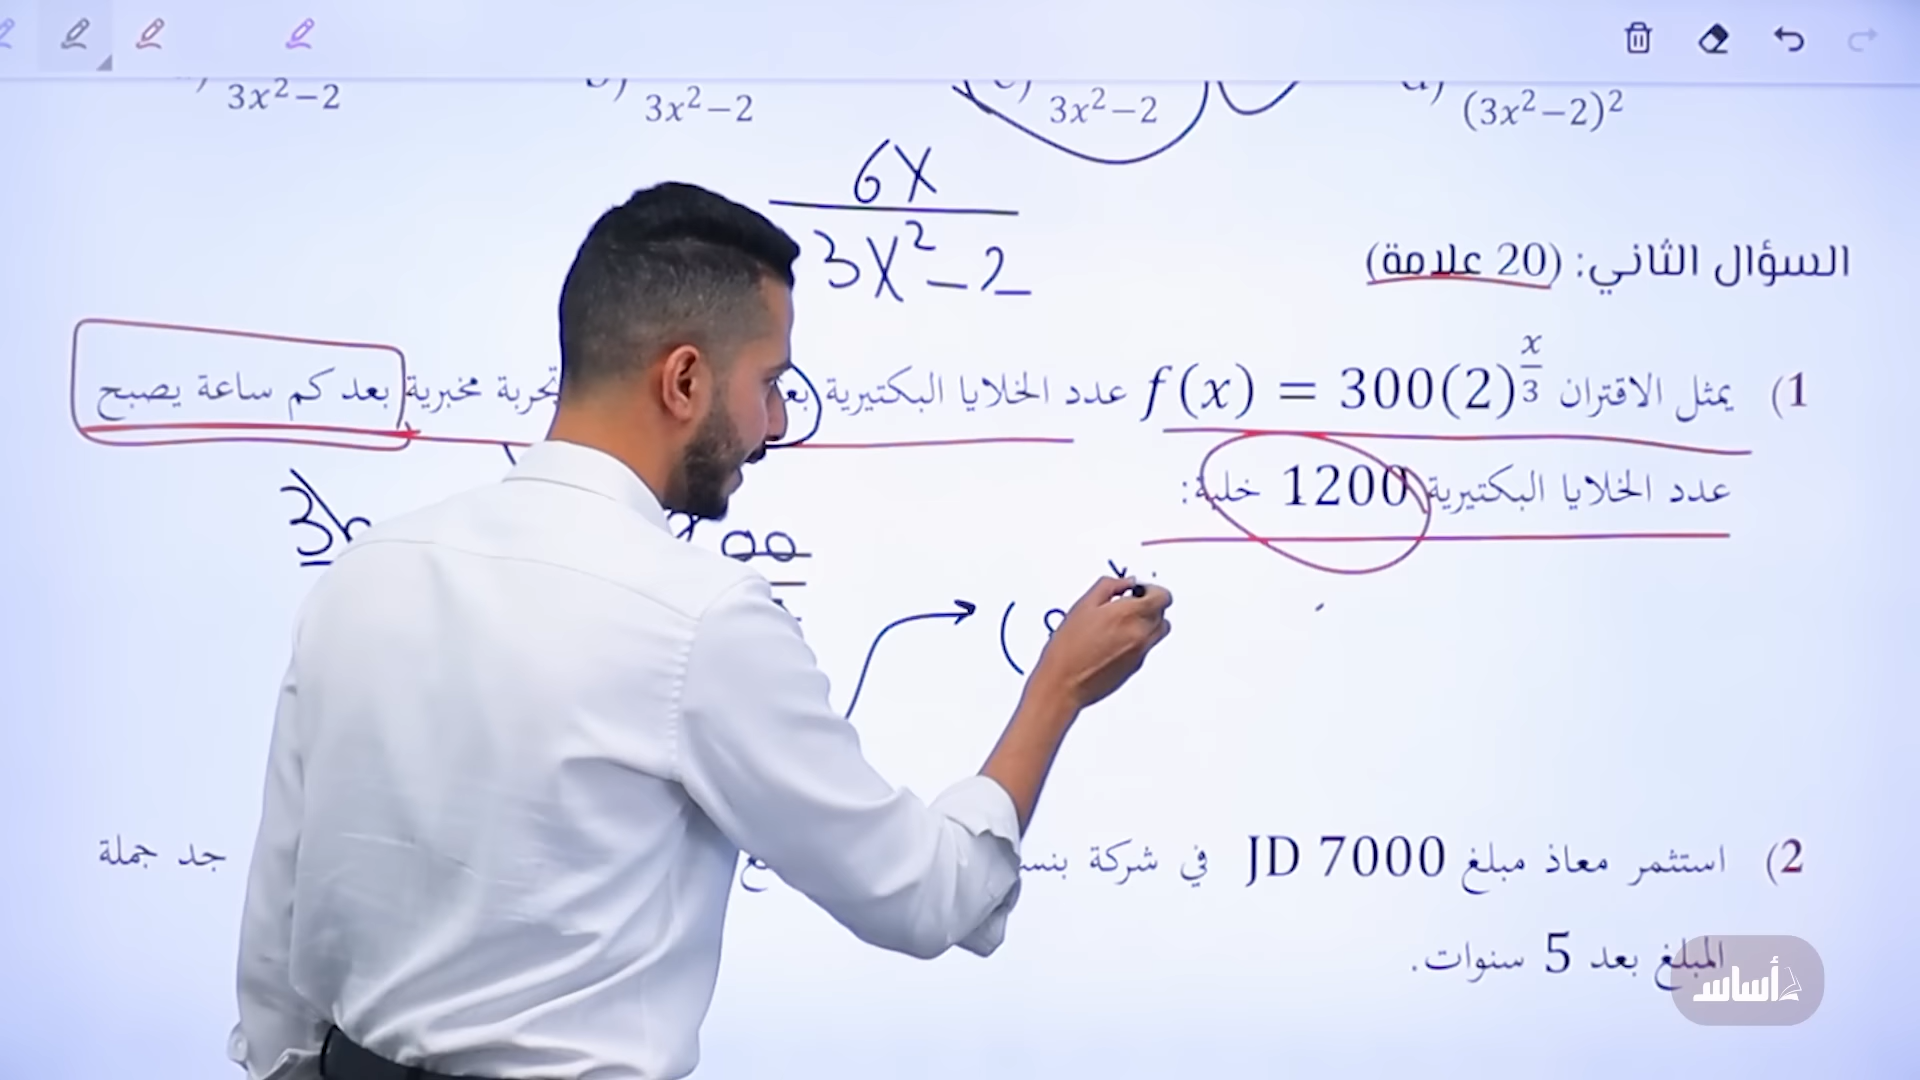 3x²−2
3x²−2
3x²−2
(3x²−2)²
6x
3x²−2
السؤال الثاني: (20 علامة)
1) يمثل الاقتران f(x) = 300(2)^(x/3) عدد الخلايا البكتيرية تجربة مخبرية بعد كم ساعة يصبح
عدد الخلايا البكتيرية 1200 خلية:
3h
2) استثمر معاذ مبلغ JD 7000 في شركة جد جملة
المبلغ بعد 5 سنوات.
أساس